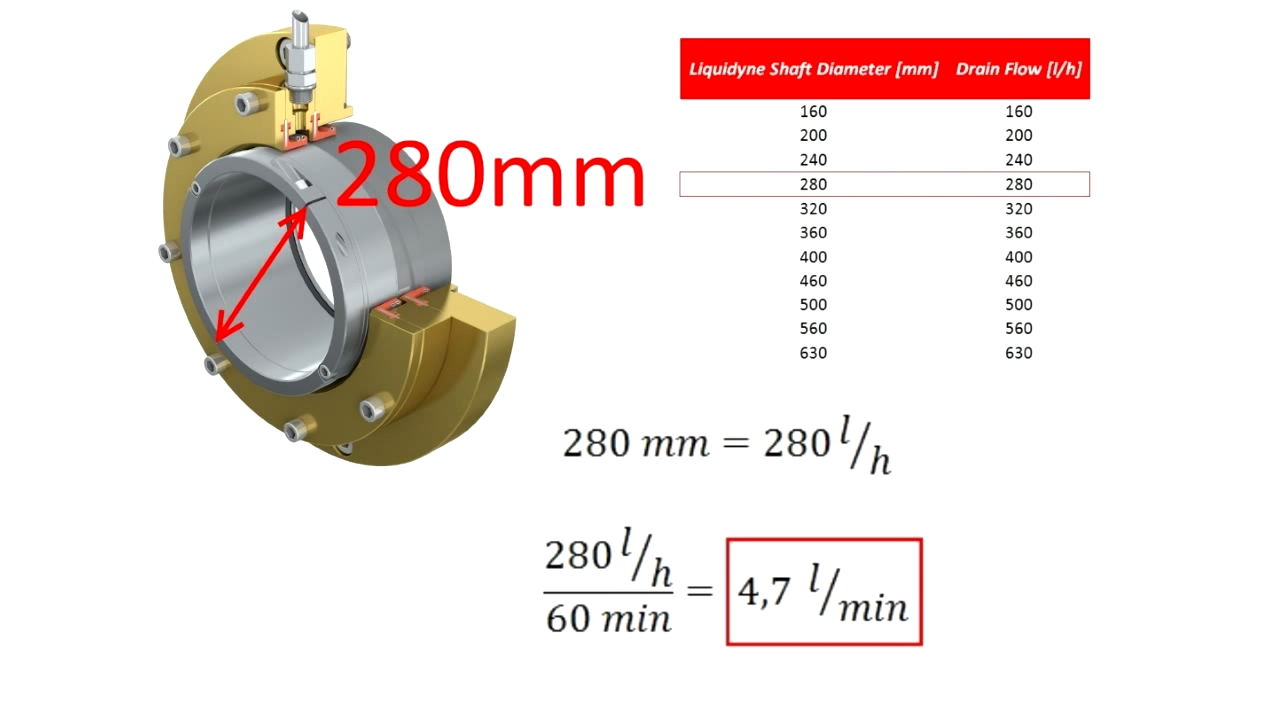 280mm
Liquidyne Shaft Diameter [mm] Drain Flow [l/h]
160 160
200 200
240 240
280 280
320 320
360 360
400 400
460 460
500 500
560 560
630 630
280 mm = 280 l/h
280 l/h
60 min
= 4,7 l/min